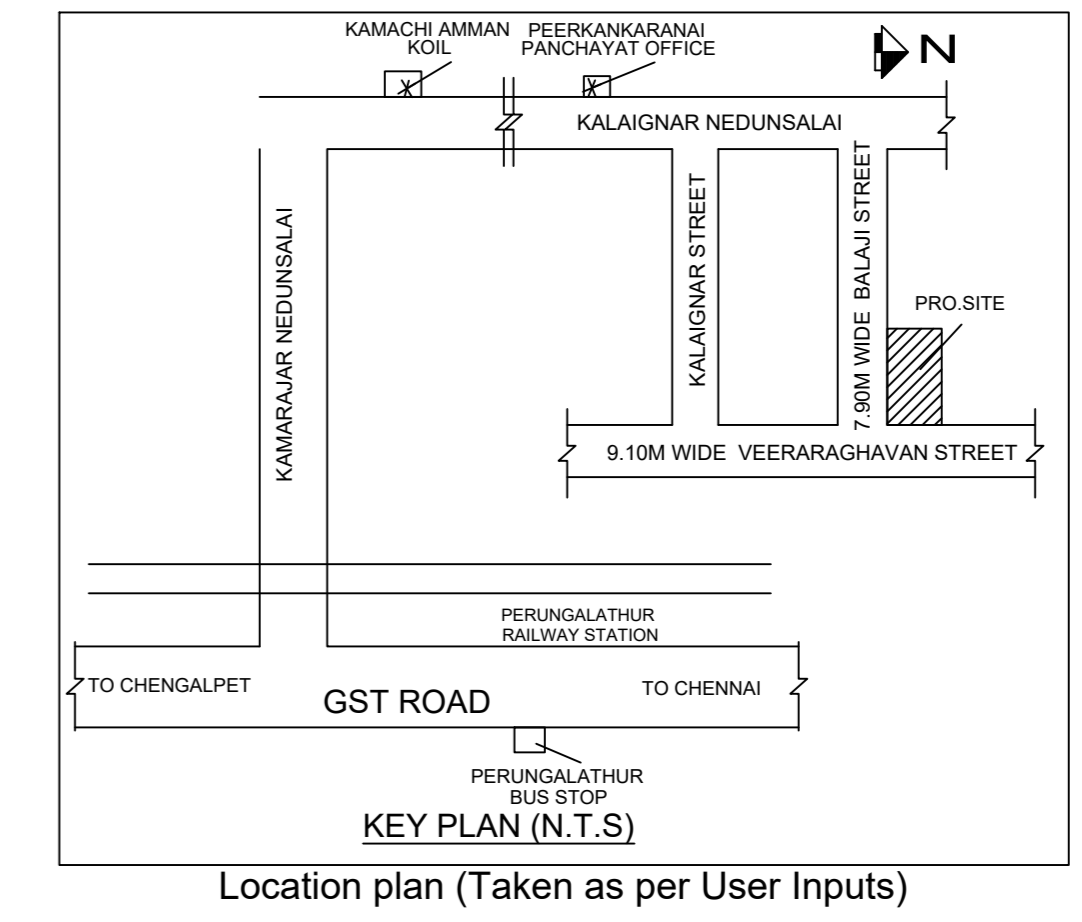 KAMACHI AMMAN
KOIL
PEERKANKARANAI
PANCHAYAT OFFICE
N
KALAIGNAR NEDUNSALAI
KAMARAJAR NEDUNSALAI
KALAIGNAR STREET
7.90M WIDE BALAJI STREET
PRO.SITE
9.10M WIDE VEERARAGHAVAN STREET
PERUNGALATHUR
RAILWAY STATION
TO CHENGALPET
GST ROAD
TO CHENNAI
PERUNGALATHUR
BUS STOP
KEY PLAN (N.T.S)
Location plan (Taken as per User Inputs)